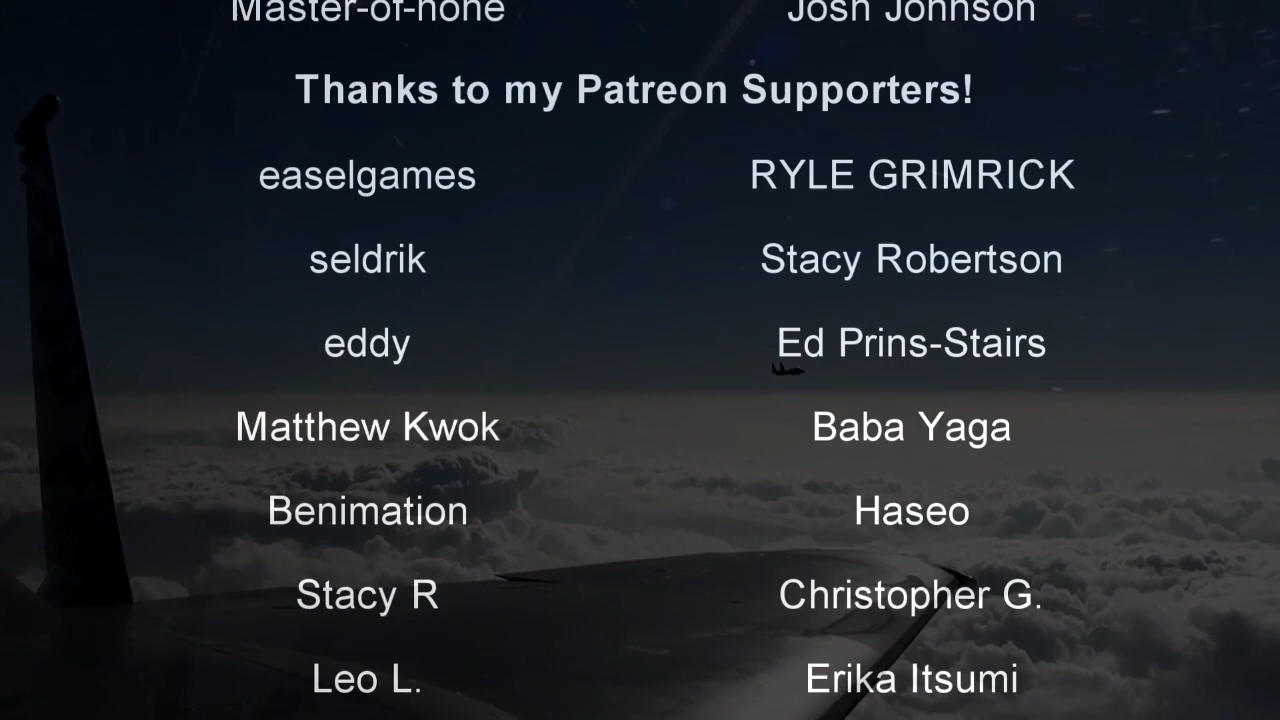 Master-of-none Josh Johnson
Thanks to my Patreon Supporters!
easelgames RYLE GRIMRICK
seldrik Stacy Robertson
eddy Ed Prins-Stairs
Matthew Kwok Baba Yaga
Benimation Haseo
Stacy R Christopher G.
Leo L. Erika Itsumi